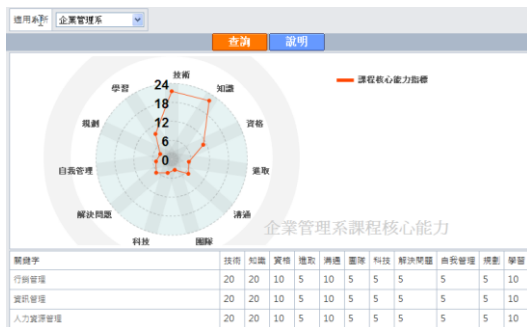 適用系所 企業管理系
查詢 說明
課程核心能力指標
技術
知識
資格
進取
溝通
團隊
科技
解決問題
自我管理
規劃
學習
24
18
12
6
0
企業管理系課程核心能力
關鍵字 技術 知識 資格 進取 溝通 團隊 科技 解決問題 自我管理 規劃 學習
行銷管理 20 20 10 5 10 5 5 5 5 5 10
資訊管理 20 20 10 5 10 5 5 5 5 5 10
人力資源管理 20 20 10 5 10 5 5 5 5 5 10